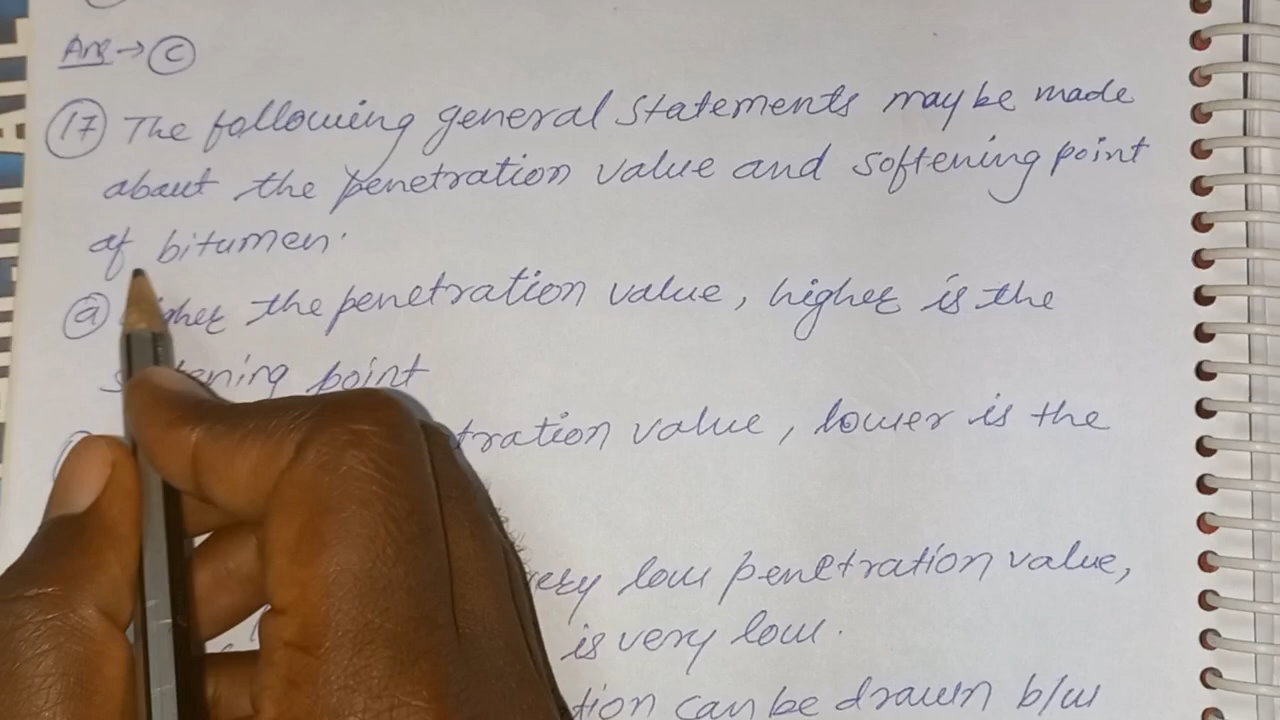 Ans → C
17 The following general statements may be made
about the penetration value and softening point
of bitumen.
a the penetration value, higher is the
point
value, lower is the
very low penetration value,
is very low.
can be drawn b/w